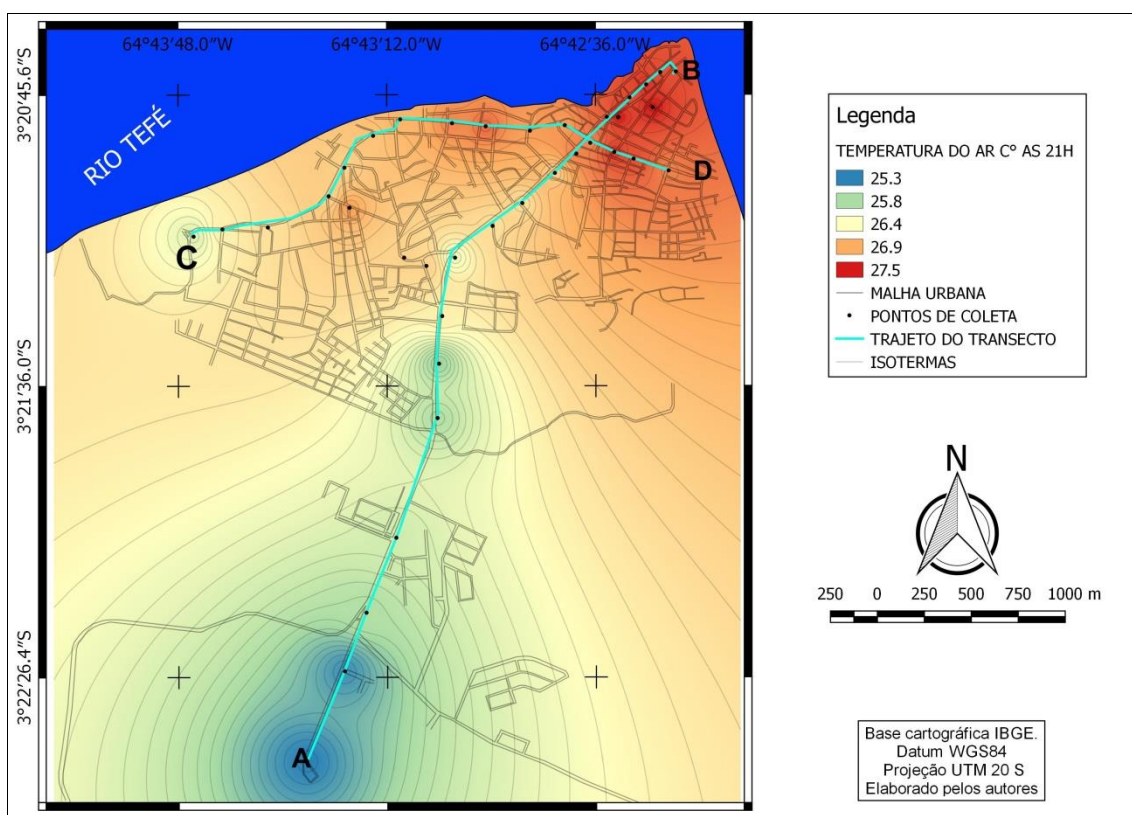 64°43'48.0"W 64°43'12.0"W 64°42'36.0"W
3°20'45.6"S
3°21'36.0"S
3°22'26.4"S
RIO TEFÉ
B
D
C
A
Legenda
TEMPERATURA DO AR C° AS 21H
25.3
25.8
26.4
26.9
27.5
MALHA URBANA
PONTOS DE COLETA
TRAJETO DO TRANSECTO
ISOTERMAS
N
250 0 250 500 750 1000 m
Base cartográfica IBGE.
Datum WGS84
Projeção UTM 20 S
Elaborado pelos autores